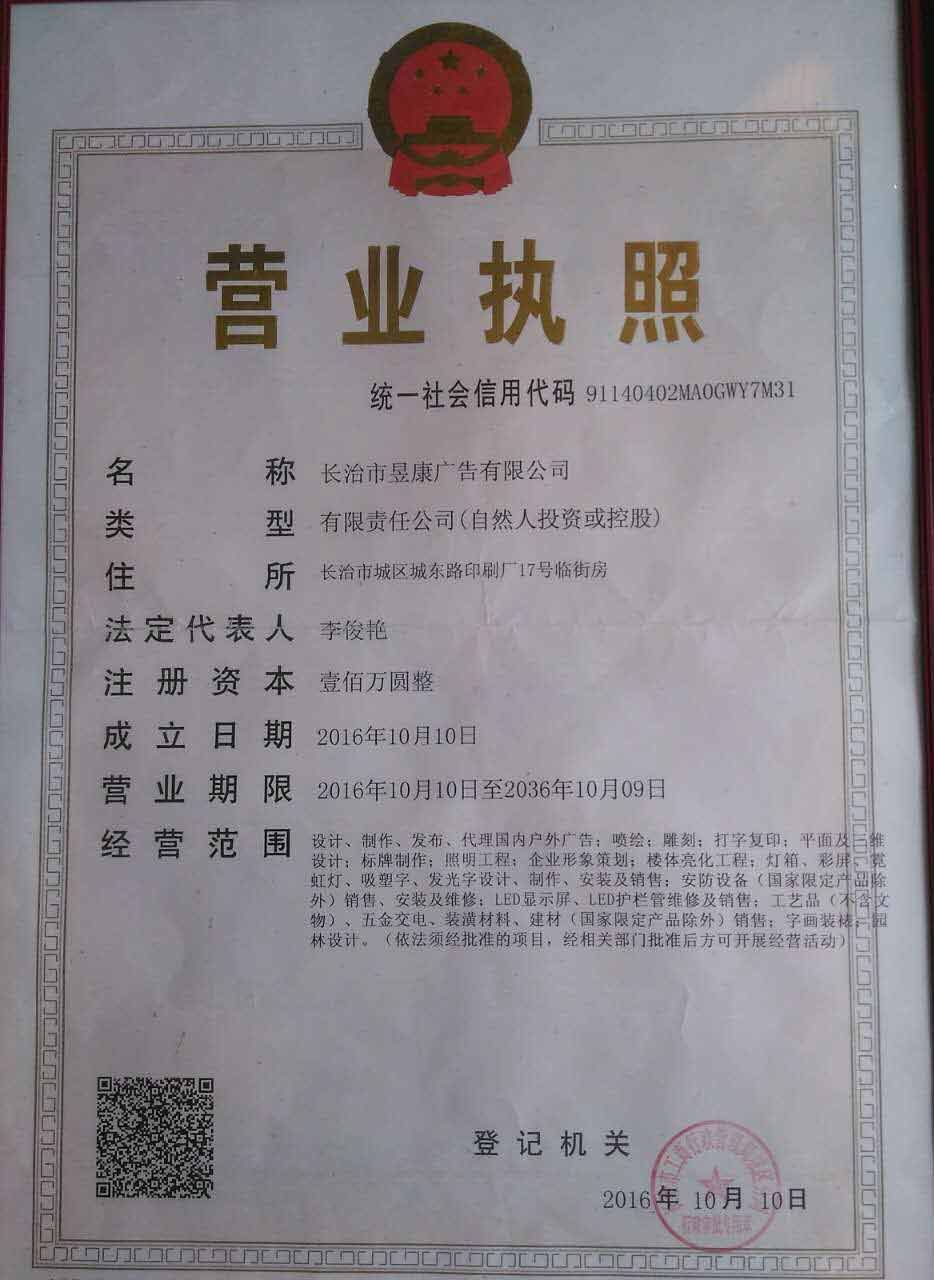 营业执照
统一社会信用代码 91140402MA0GWY7M31
名称 长治市昱康广告有限公司
类型 有限责任公司(自然人投资或控股)
住所 长治市城区城东路印刷厂17号临街房
法定代表人 李俊艳
注册资本 壹佰万圆整
成立日期 2016年10月10日
营业期限 2016年10月10日至2036年10月09日
经营范围 设计、制作、发布、代理国内户外广告；喷绘；雕刻；打字复印；平面及三维
设计；标牌制作；照明工程；企业形象策划；楼体亮化工程；灯箱、彩屏、霓
虹灯、吸塑字、发光字设计、制作、安装及销售；安防设备（国家限定产品除
外）销售、安装及维修；LED显示屏、LED护栏管维修及销售；工艺品（不含文
物）、五金交电、装潢材料、建材（国家限定产品除外）销售；字画装裱；园
林设计。（依法须经批准的项目，经相关部门批准后方可开展经营活动）
登记机关
2016年 10月 10日